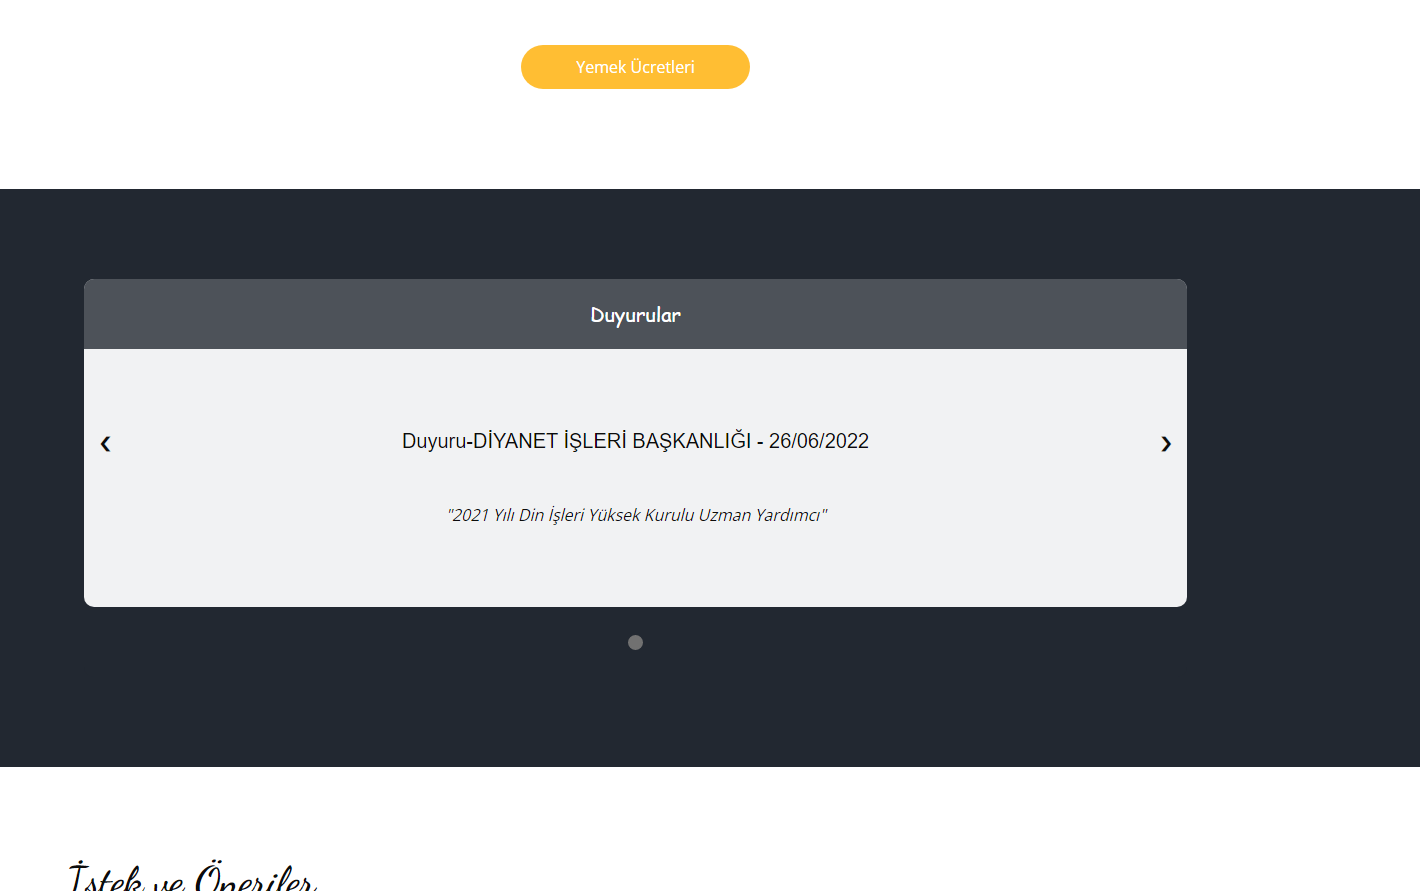 Yemek Ücretleri
Duyurular
❮
Duyuru-DİYANET İŞLERİ BAŞKANLIĞI - 26/06/2022
❯
"2021 Yılı Din İşleri Yüksek Kurulu Uzman Yardımcı"
İstek ve Öneriler